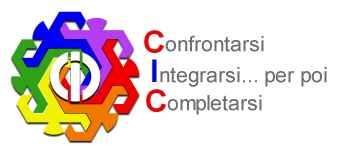 Confrontarsi
Integrarsi... per poi
Completarsi